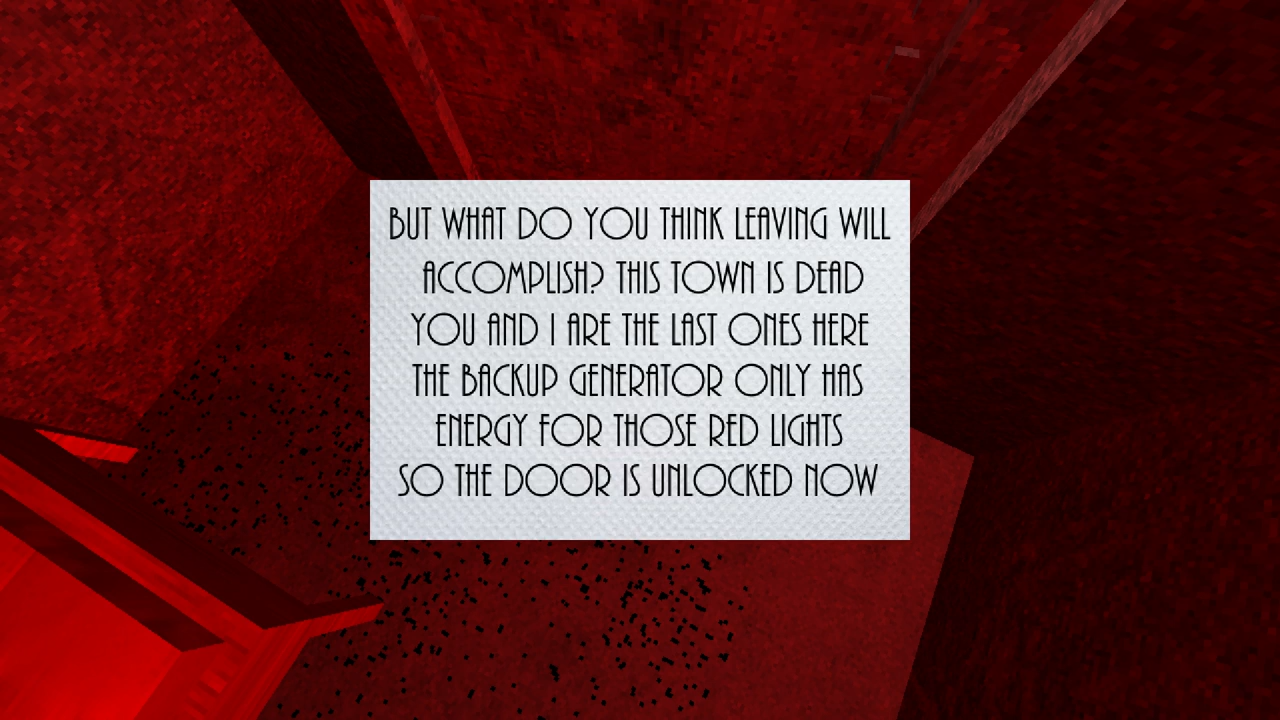 BUT WHAT DO YOU THINK LEAVING WILL
ACCOMPLISH? THIS TOWN IS DEAD
YOU AND I ARE THE LAST ONES HERE
THE BACKUP GENERATOR ONLY HAS
ENERGY FOR THOSE RED LIGHTS
SO THE DOOR IS UNLOCKED NOW